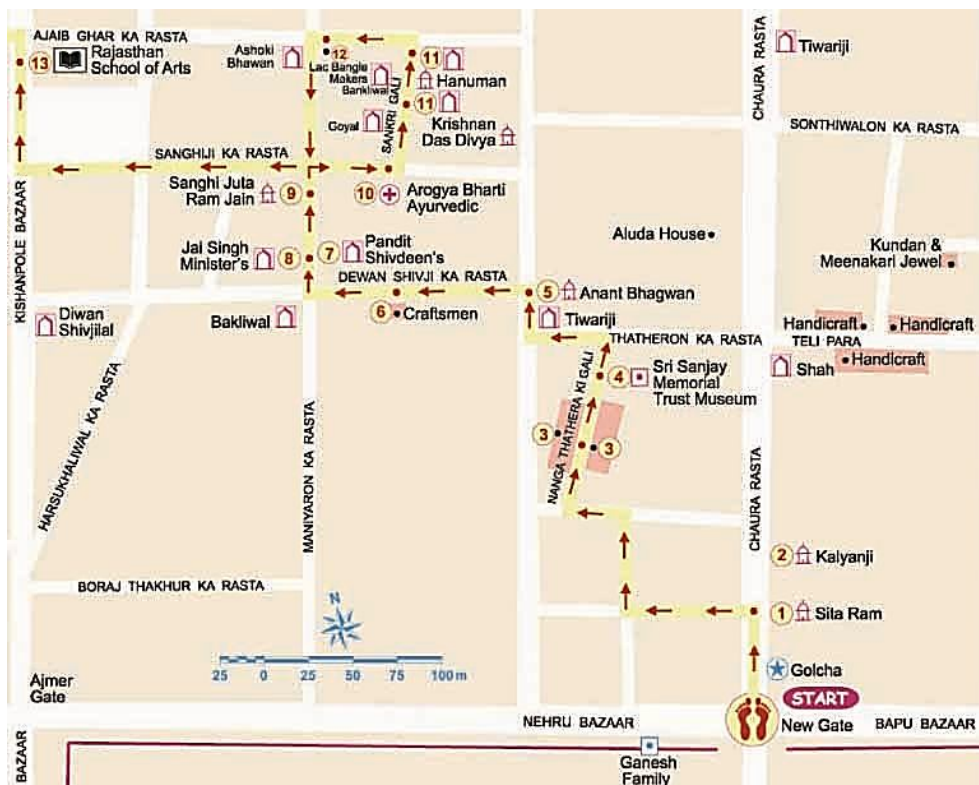 AJAIB GHAR KA RASTA
13
Rajasthan
School of Arts
Ashoki
Bhawan
12
Lac Bangle
Makers
Bankliwal
11
Hanuman
11
Goyal
SANKRI GALI
Krishnan
Das Divya
CHAURA RASTA
Tiwariji
SONTHIWALON KA RASTA
SANGHIJI KA RASTA
Sanghi Juta
Ram Jain
9
10
Arogya Bharti
Ayurvedic
KISHANPOLE BAZAAR
Jal Singh
Minister's
8
7
Pandit
Shivdeen's
Aluda House
Kundan &
Meenakari Jewel
DEWAN SHIVJI KA RASTA
5
Anant Bhagwan
6
Craftsmen
Diwan
Shivjilal
Bakliwal
Tiwariji
THATHERON KA RASTA
Handicraft
Handicraft
TELI PARA
Handicraft
Shah
4
Sri Sanjay
Memorial
Trust Museum
NANGA THATHERA KI GALI
3
3
HARSUKHALIWAL KA RASTA
MANIYARON KA RASTA
CHAURA RASTA
2
Kalyanji
BORAJ THAKHUR KA RASTA
1
Sila Ram
N
25 0 25 50 75 100 m
Golcha
START
New Gate
Ajmer
Gate
NEHRU BAZAAR
BAPU BAZAAR
BAZAAR
Ganesh
Family